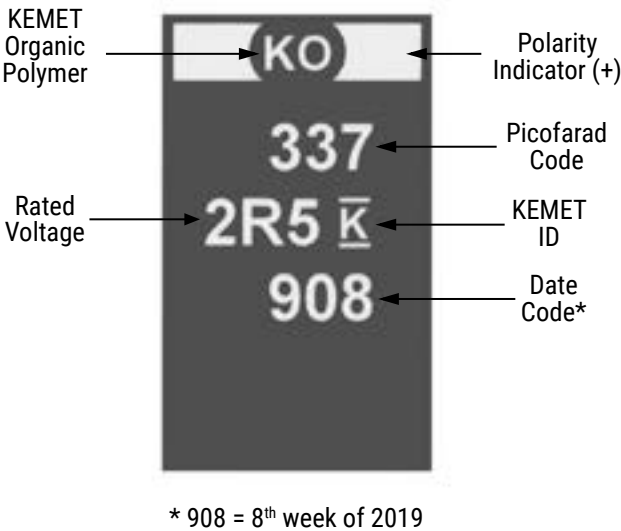 KEMET
Organic
Polymer
KO
Polarity
Indicator (+)
337
Picofarad
Code
Rated
Voltage
2R5 K
KEMET
ID
908
Date
Code*
* 908 = 8th week of 2019